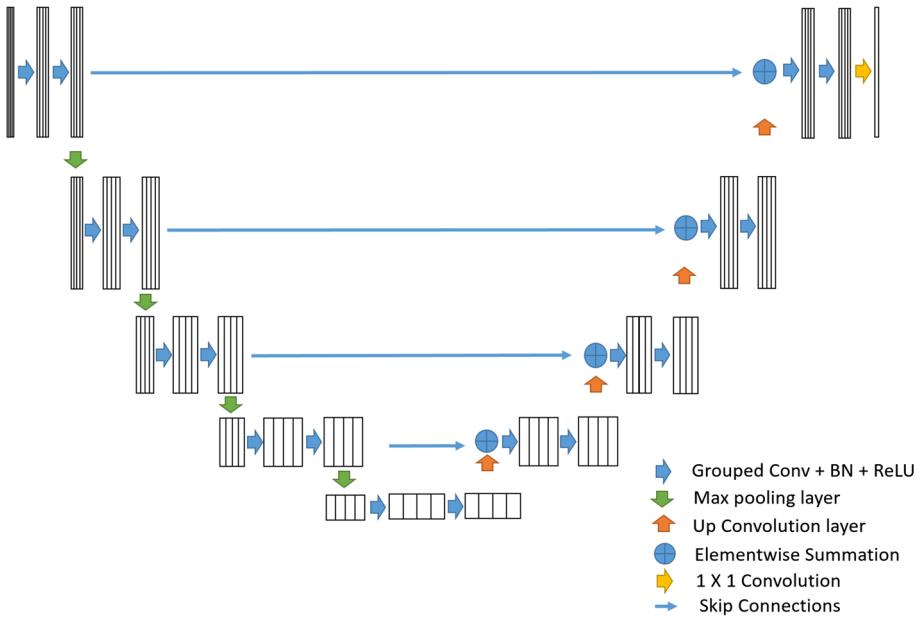 Grouped Conv + BN + ReLU
Max pooling layer
Up Convolution layer
Elementwise Summation
1 X 1 Convolution
Skip Connections